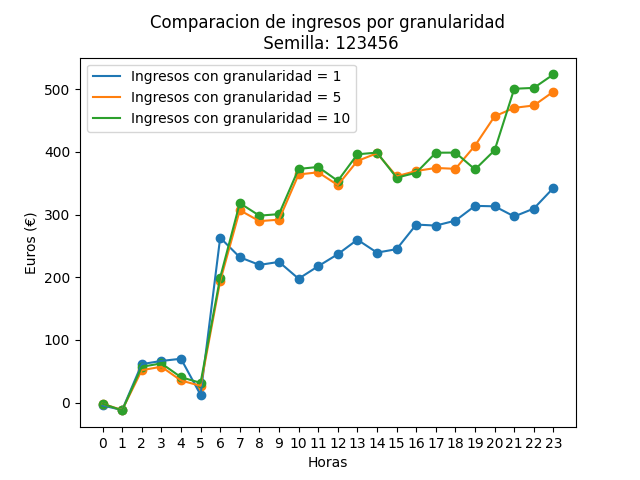 Comparacion de ingresos por granularidad
Semilla: 123456
Ingresos con granularidad = 1
Ingresos con granularidad = 5
Ingresos con granularidad = 10
Euros (€)
500
400
300
200
100
0
0 1 2 3 4 5 6 7 8 9 10 11 12 13 14 15 16 17 18 19 20 21 22 23
Horas